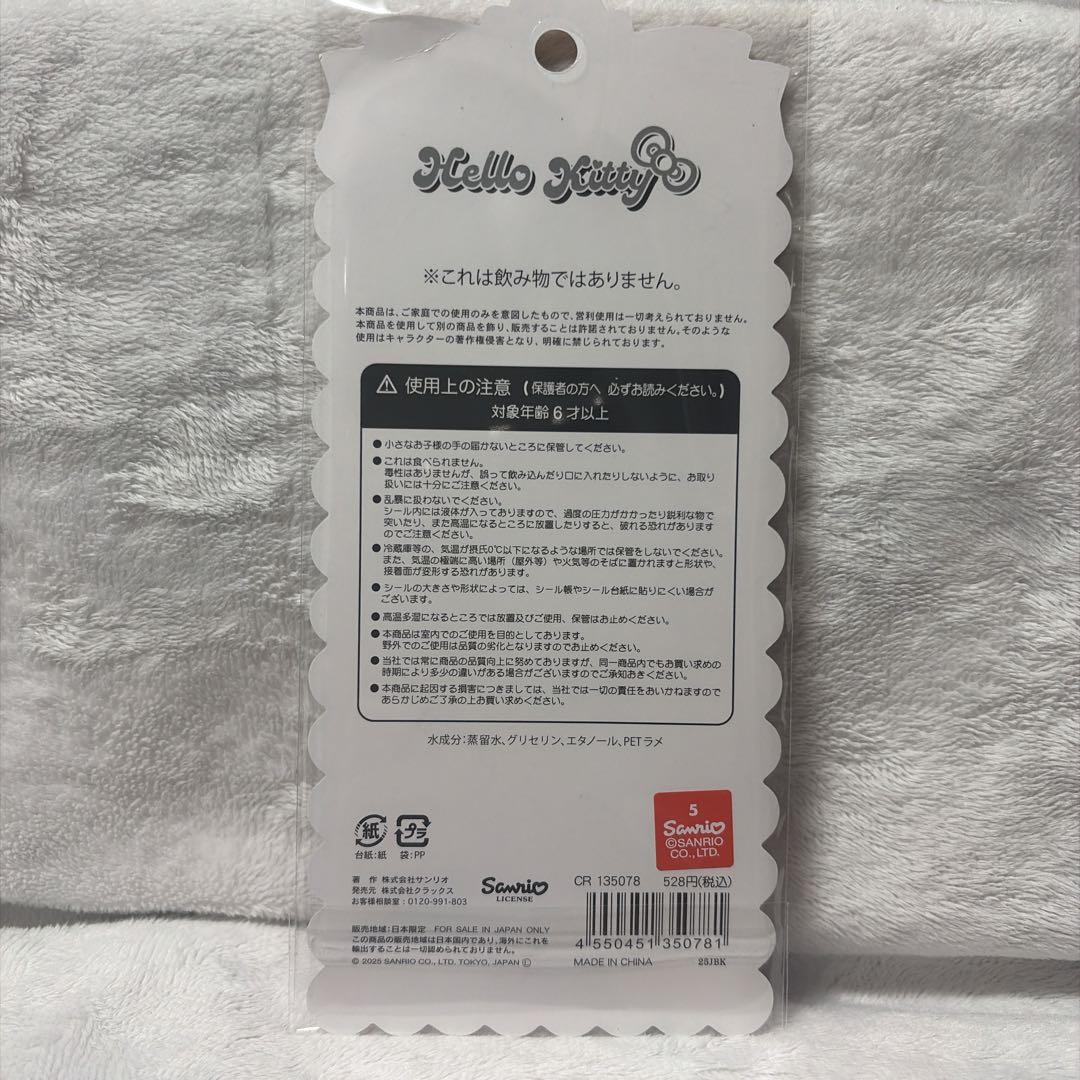 Hello Kitty
※これは飲み物ではありません。
本商品は、ご家庭での使用のみを意図したもので、営利使用は一切考えられておりません。
本商品を使用して別の商品を飾り、販売することは許諾されておりません。そのような
使用はキャラクターの著作権侵害となり、明確に禁じられております。
⚠ 使用上の注意 (保護者の方へ 必ずお読みください。)
対象年齢6才以上
● 小さなお子様の手の届かないところに保管してください。
● これは食べられません。
毒性はありませんが、誤って飲み込んだり口に入れたりしないように、お取り
扱いには十分にご注意ください。
● 乱暴に扱わないでください。
シール内には液体が入っておりますので、過度の圧力がかかったり鋭利な物で
突いたり、また高温になるところに放置したりすると、破れる恐れがあります
のでご注意ください。
● 冷蔵庫等の、気温が摂氏0℃以下になるような場所では保管をしないでください。
また、気温の極端に高い場所（屋外等）や火気等のそばに置かれますと形状や、
接着面が変形する恐れがあります。
● シールの大きさや形状によっては、シール帳やシール台紙に貼りにくい場合が
ございます。
● 高温多湿になるところでは放置及びご使用、保管はお止めください。
● 本商品は室内でのご使用を目的としております。
野外でのご使用は品質の劣化となりますのでお止めください。
● 当社では常に商品の品質向上に努めておりますが、同一商品内でもお買い求めの
時期により多少の違いがある場合がございますのでご承知おきください。
● 本商品に起因する損害につきましては、当社では一切の責任をおいかねますので
あらかじめご了承の上お買い求めください。
水成分：蒸留水、グリセリン、エタノール、PETラメ
紙 プラ
台紙：紙 袋：PP
5
Sanrio
©SANRIO
CO., LTD.
著 作 株式会社サンリオ
発売元 株式会社クラックス
お客様相談室：0120-991-803
Sanrio
LICENSE
CR 135078 528円(税込)
4 550451 350781
販売地域：日本限定 FOR SALE IN JAPAN ONLY
この商品の販売地域は日本国内であり、海外にこれを
輸出することは一切認められておりません。
© 2025 SANRIO CO., LTD. TOKYO, JAPAN Ⓛ
MADE IN CHINA 25JBK